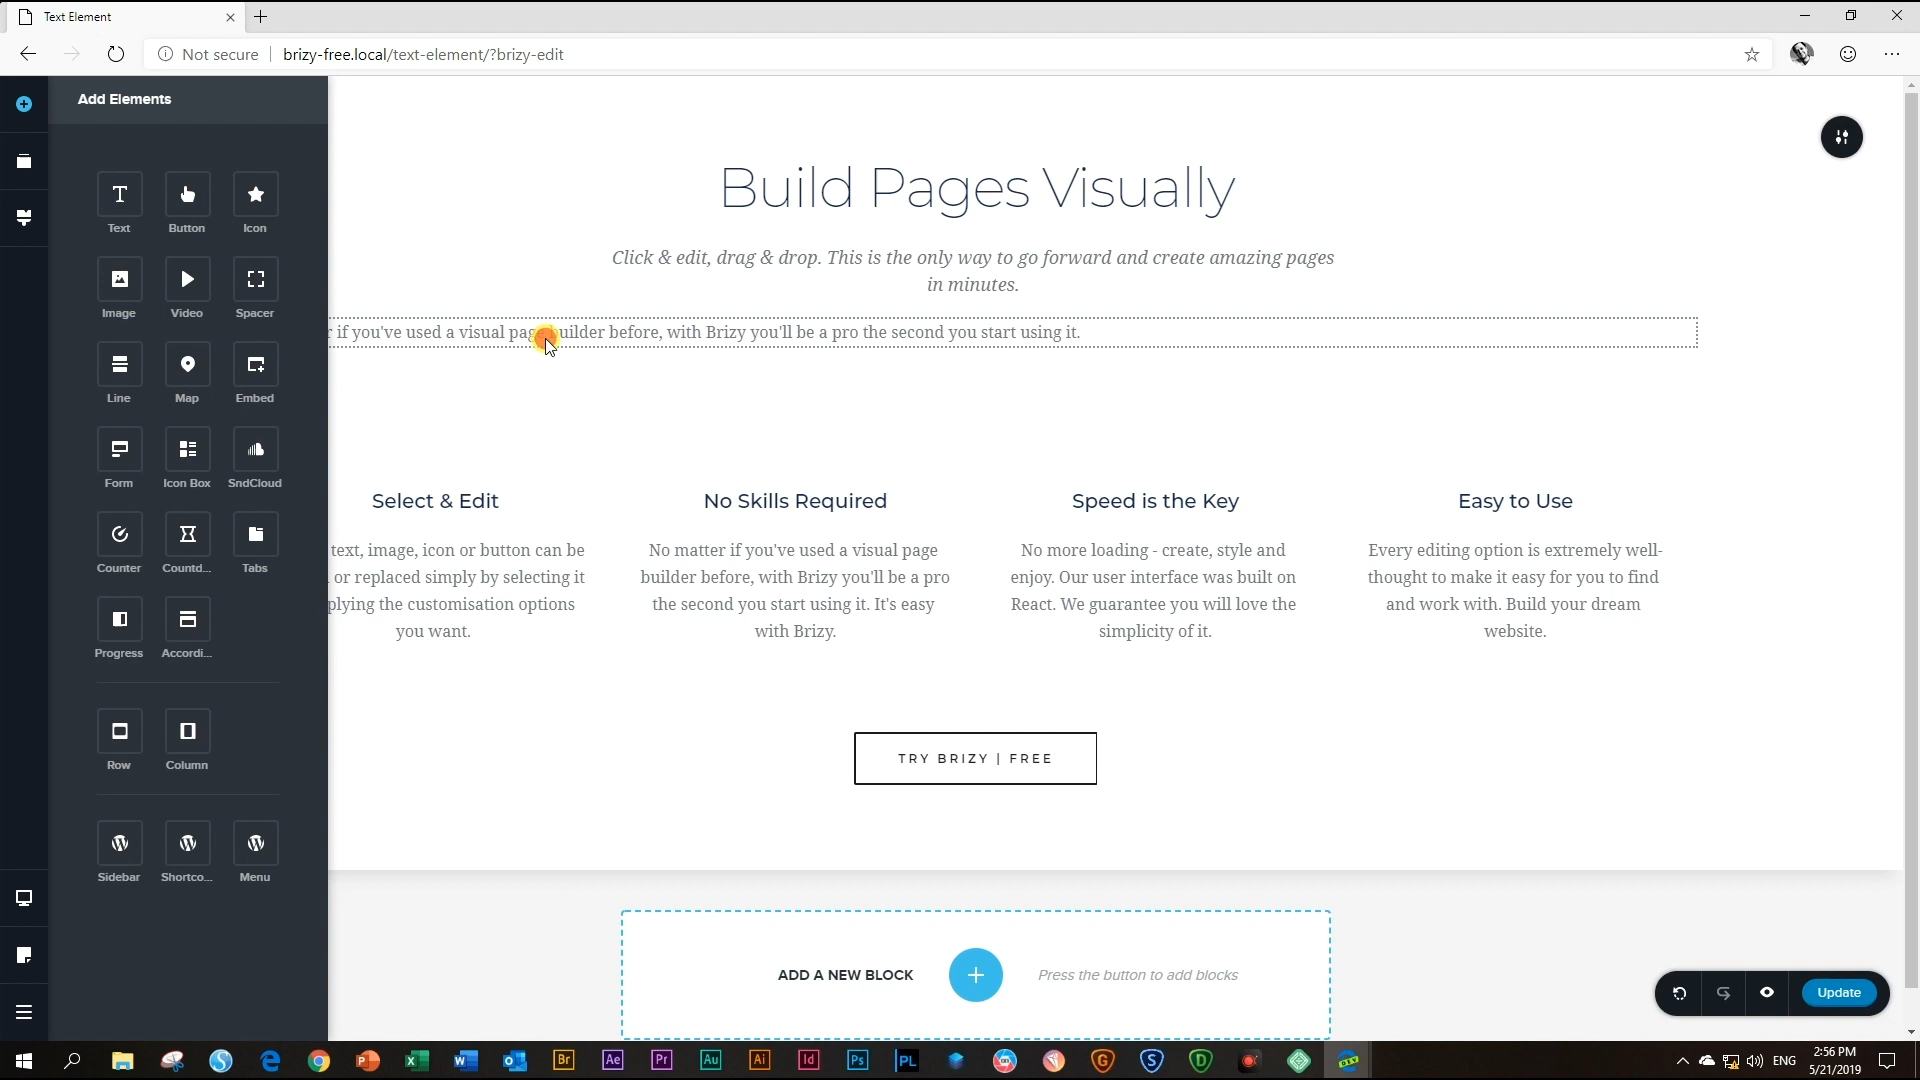 Text Element
Not secure
brizy-free.local/text-element/?brizy-edit
Add Elements
Text
Button
Icon
Image
Video
Spacer
Line
Map
Embed
Form
Icon Box
SndCloud
Counter
Countd...
Tabs
Progress
Accordi...
Row
Column
Sidebar
Shortco...
Menu
Build Pages Visually
Click & edit, drag & drop. This is the only way to go forward and create amazing pages
in minutes.
r if you've used a visual page builder before, with Brizy you'll be a pro the second you start using it.
Select & Edit
text, image, icon or button can be
or replaced simply by selecting it
plying the customisation options
you want.
No Skills Required
No matter if you've used a visual page
builder before, with Brizy you'll be a pro
the second you start using it. It's easy
with Brizy.
Speed is the Key
No more loading - create, style and
enjoy. Our user interface was built on
React. We guarantee you will love the
simplicity of it.
Easy to Use
Every editing option is extremely well-
thought to make it easy for you to find
and work with. Build your dream
website.
TRY BRIZY | FREE
ADD A NEW BLOCK
Press the button to add blocks
Update
Br
Ae
Pr
Au
Ai
Id
Ps
PL
ENG
2:56 PM
5/21/2019